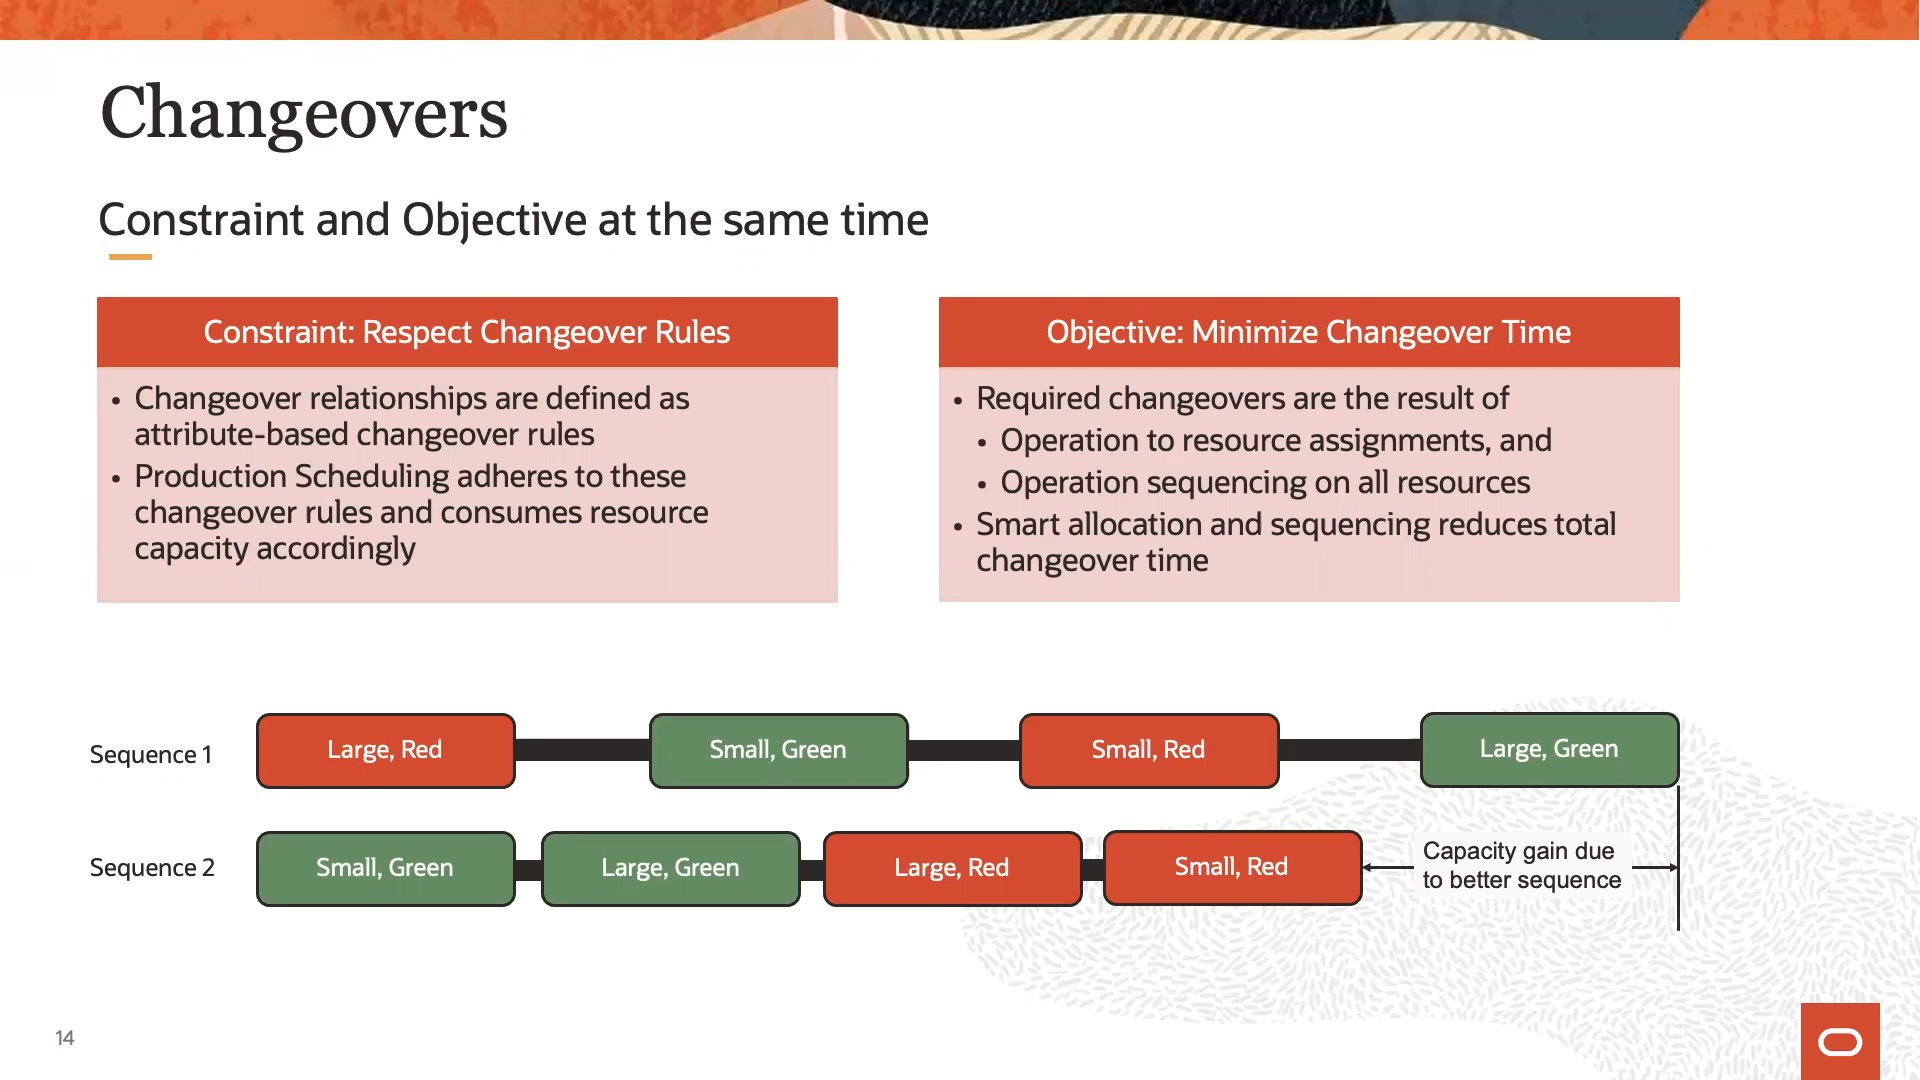 Changeovers
Constraint and Objective at the same time
Constraint: Respect Changeover Rules
• Changeover relationships are defined as
attribute-based changeover rules
• Production Scheduling adheres to these
changeover rules and consumes resource
capacity accordingly
Objective: Minimize Changeover Time
• Required changeovers are the result of
• Operation to resource assignments, and
• Operation sequencing on all resources
• Smart allocation and sequencing reduces total
changeover time
Sequence 1
Large, Red
Small, Green
Small, Red
Large, Green
Sequence 2
Small, Green
Large, Green
Large, Red
Small, Red
Capacity gain due
to better sequence
14